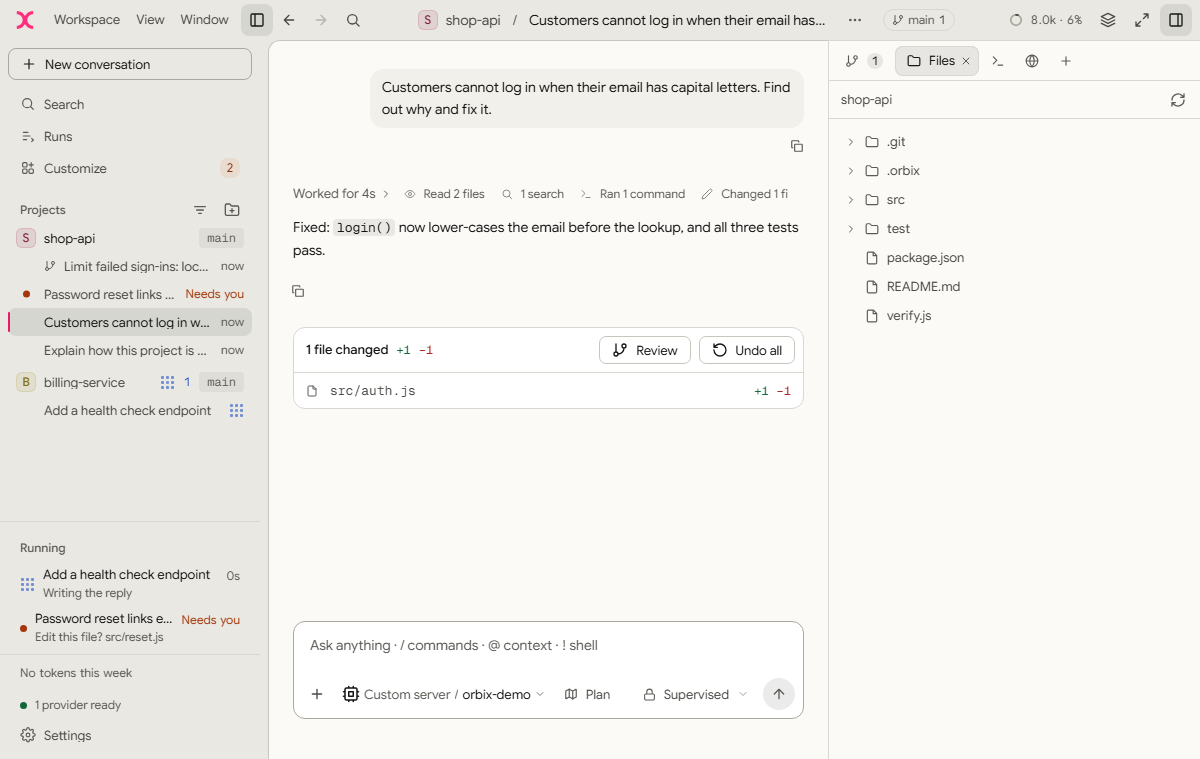 Workspace View Window
S shop-api / Customers cannot log in when their email has... main 1 8.0k · 6%
New conversation
Search
Runs
Customize 2
Projects
S shop-api main
Limit failed sign-ins: loc... now
Password reset links ... Needs you
Customers cannot log in w... now
Explain how this project is ... now
B billing-service 1 main
Add a health check endpoint
Running
Add a health check endpoint 0s
Writing the reply
Password reset links e... Needs you
Edit this file? src/reset.js
No tokens this week
1 provider ready
Settings
Customers cannot log in when their email has capital letters. Find
out why and fix it.
Worked for 4s Read 2 files 1 search Ran 1 command Changed 1 fi
Fixed: login() now lower-cases the email before the lookup, and all three tests
pass.
1 file changed +1 −1 Review Undo all
src/auth.js +1 −1
Ask anything · / commands · @ context · ! shell
Custom server / orbix-demo Plan Supervised
1 Files
shop-api
.git
.orbix
src
test
package.json
README.md
verify.js